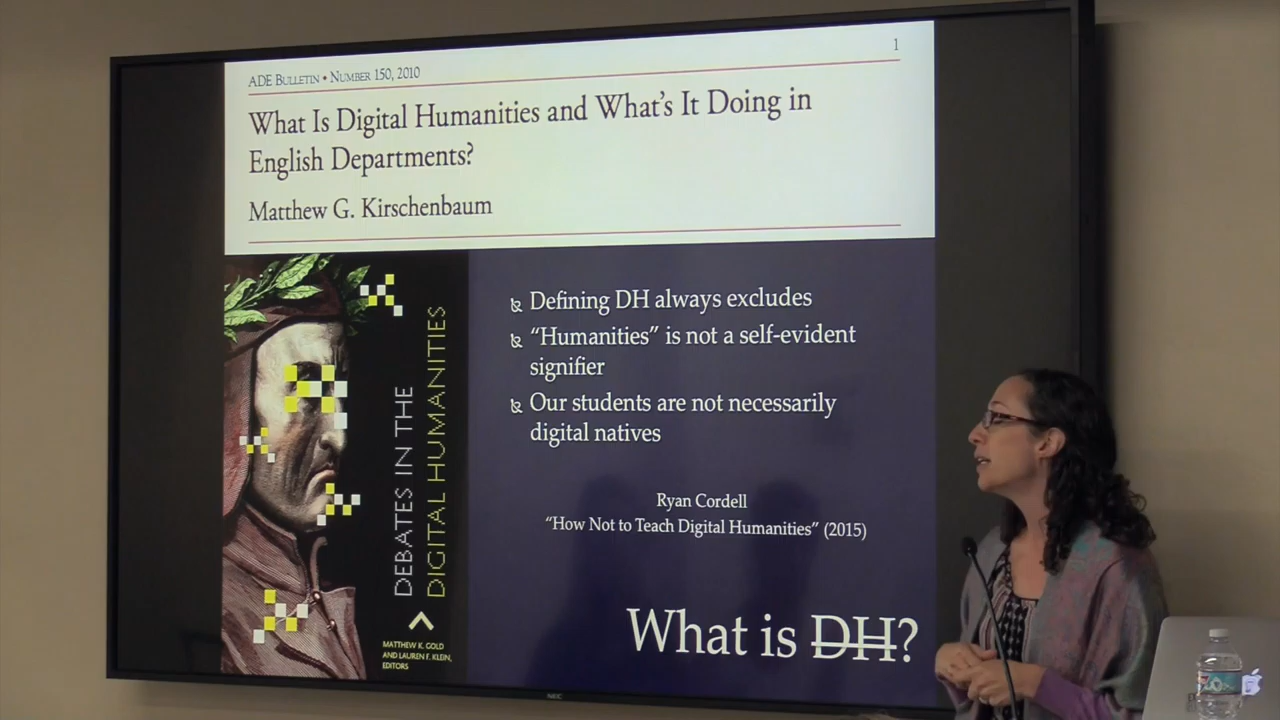 1
ADE BULLETIN • NUMBER 150, 2010
What Is Digital Humanities and What's It Doing in
English Departments?
Matthew G. Kirschenbaum
DEBATES IN THE
DIGITAL HUMANITIES
MATTHEW K. GOLD
AND LAUREN F. KLEIN,
EDITORS
Defining DH always excludes
“Humanities” is not a self-evident
signifier
Our students are not necessarily
digital natives
Ryan Cordell
“How Not to Teach Digital Humanities” (2015)
What is DH?
NEC